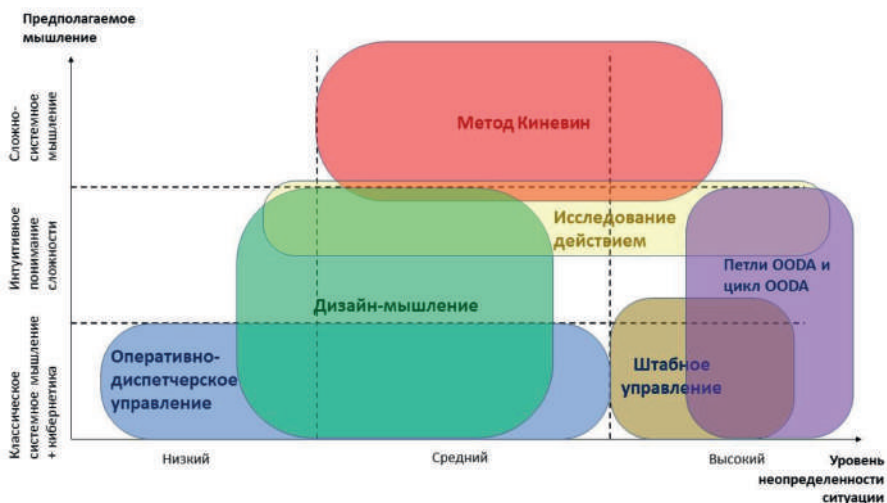 Предполагаемое
мышление
Сложно-
системное
мышление
Метод Киневин
Интуитивное
понимание
сложности
Исследование
действием
Петли OODA и
цикл OODA
Дизайн-мышление
Классическое
системное мышление
+ кибернетика
Оперативно-
диспетчерское
управление
Штабное
управление
Низкий
Средний
Высокий
Уровень
неопределенности
ситуации